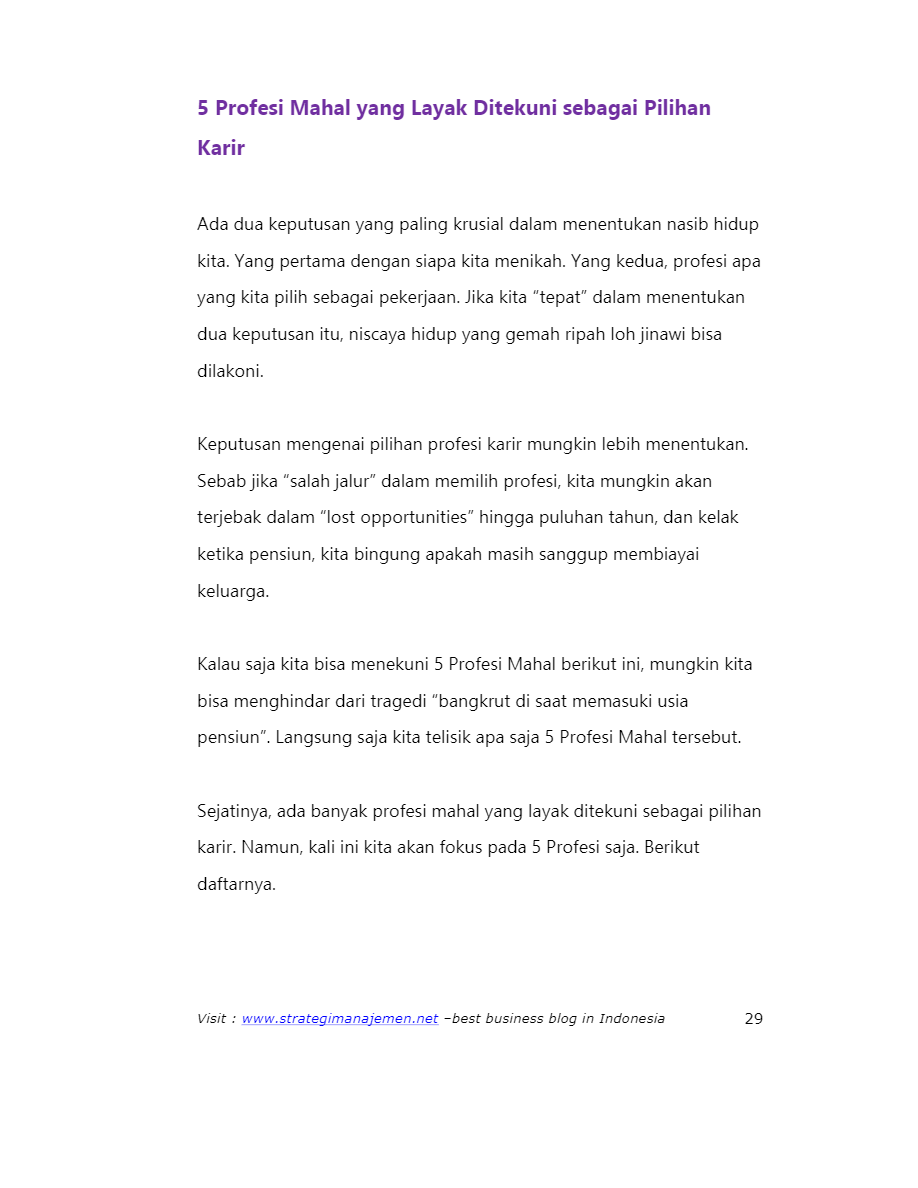 5 Profesi Mahal yang Layak Ditekuni sebagai Pilihan
Karir
Ada dua keputusan yang paling krusial dalam menentukan nasib hidup
kita. Yang pertama dengan siapa kita menikah. Yang kedua, profesi apa
yang kita pilih sebagai pekerjaan. Jika kita “tepat” dalam menentukan
dua keputusan itu, niscaya hidup yang gemah ripah loh jinawi bisa
dilakoni.
Keputusan mengenai pilihan profesi karir mungkin lebih menentukan.
Sebab jika “salah jalur” dalam memilih profesi, kita mungkin akan
terjebak dalam “lost opportunities” hingga puluhan tahun, dan kelak
ketika pensiun, kita bingung apakah masih sanggup membiayai
keluarga.
Kalau saja kita bisa menekuni 5 Profesi Mahal berikut ini, mungkin kita
bisa menghindar dari tragedi “bangkrut di saat memasuki usia
pensiun”. Langsung saja kita telisik apa saja 5 Profesi Mahal tersebut.
Sejatinya, ada banyak profesi mahal yang layak ditekuni sebagai pilihan
karir. Namun, kali ini kita akan fokus pada 5 Profesi saja. Berikut
daftarnya.
Visit : www.strategimanajemen.net –best business blog in Indonesia 29